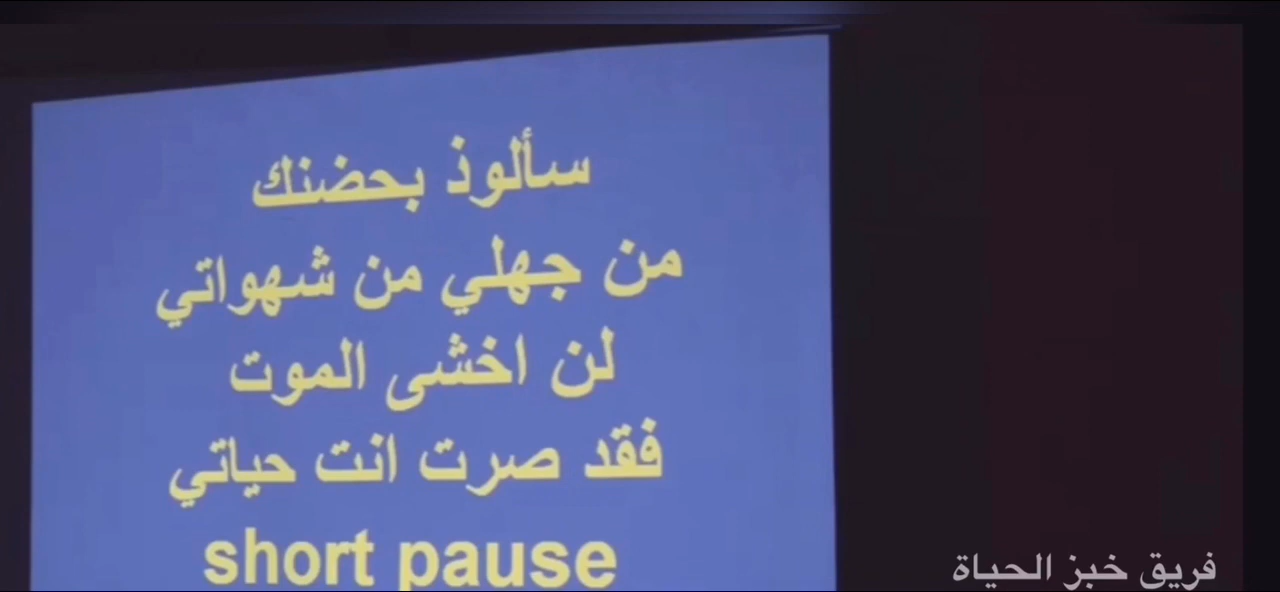 سألوذ بحضنك
من جهلي من شهواتي
لن اخشى الموت
فقد صرت انت حياتي
short pause
فريق خبز الحياة